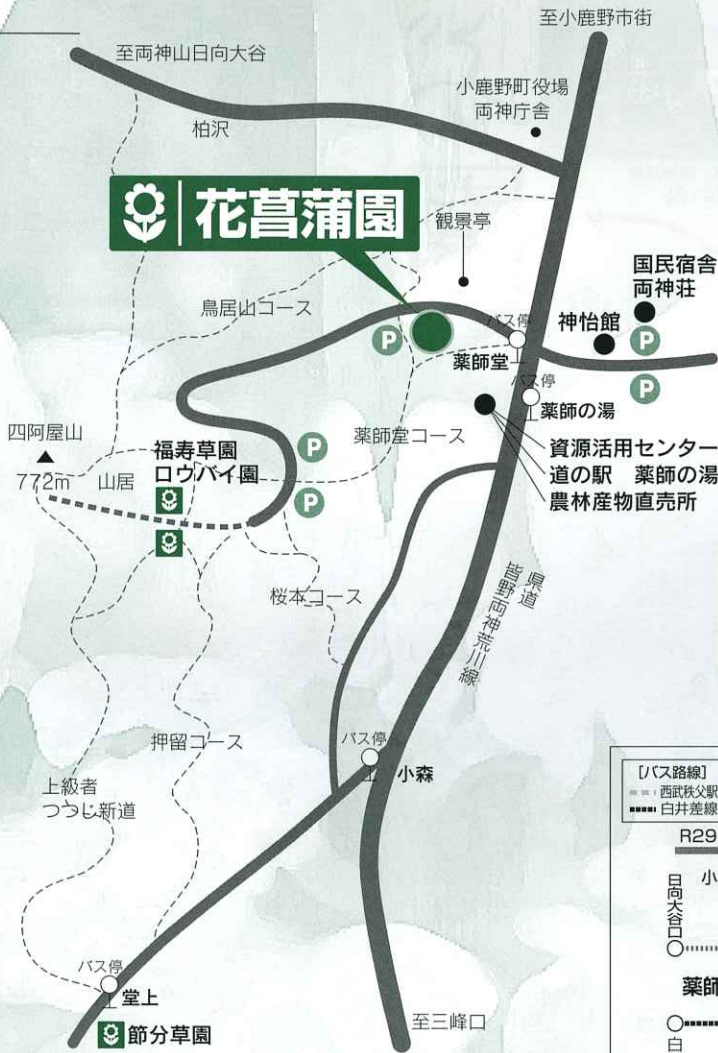 至小鹿野市街
至両神山日向大谷
小鹿野町役場
両神庁舎
柏沢
花菖蒲園
観景亭
国民宿舎
両神荘
鳥居山コース
神怡館
P
P
バス停
薬師堂
P
バス停
薬師の湯
四阿屋山
772m
山居
福寿草園
ロウバイ園
P
P
薬師堂コース
資源活用センター
道の駅 薬師の湯
農林産物直売所
桜本コース
県道
皆野両神荒川線
押留コース
バス停
小森
上級者
つつじ新道
[バス路線]
西武秩父駅
白井差線
R29
日向大谷口
小
バス停
堂上
薬師
節分草園
至三峰口
白